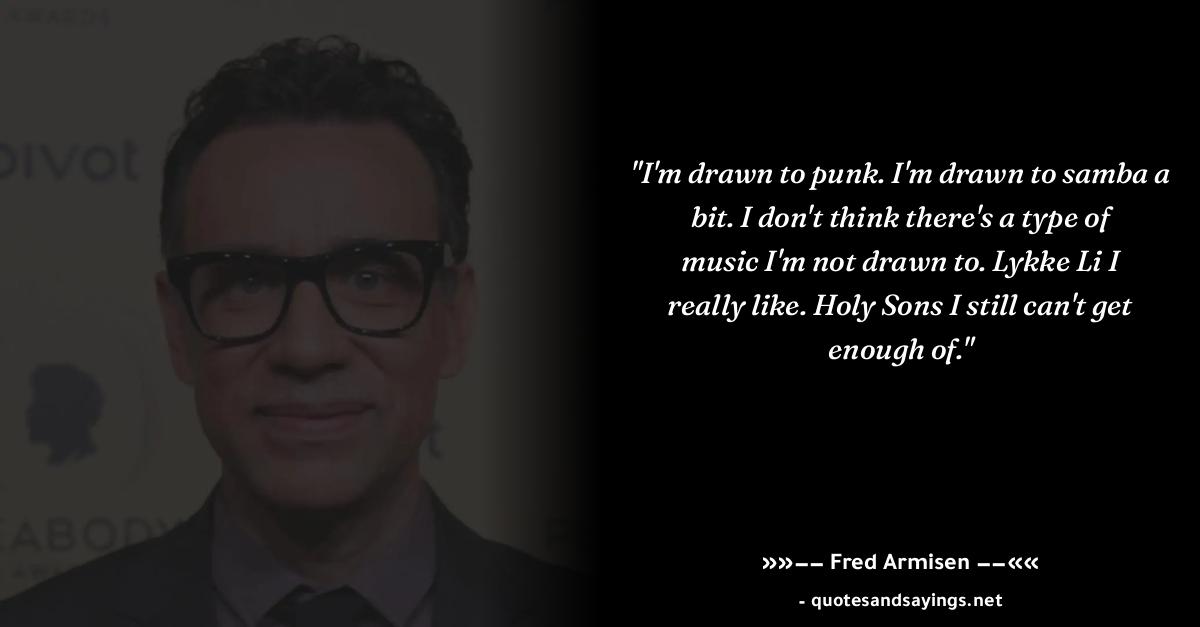 AWARDS
pivot
"I'm drawn to punk. I'm drawn to samba a
bit. I don't think there's a type of
music I'm not drawn to. Lykke Li I
really like. Holy Sons I still can't get
enough of."
t
EABODY
AWA
»»−− Fred Armisen −−««
- quotesandsayings.net